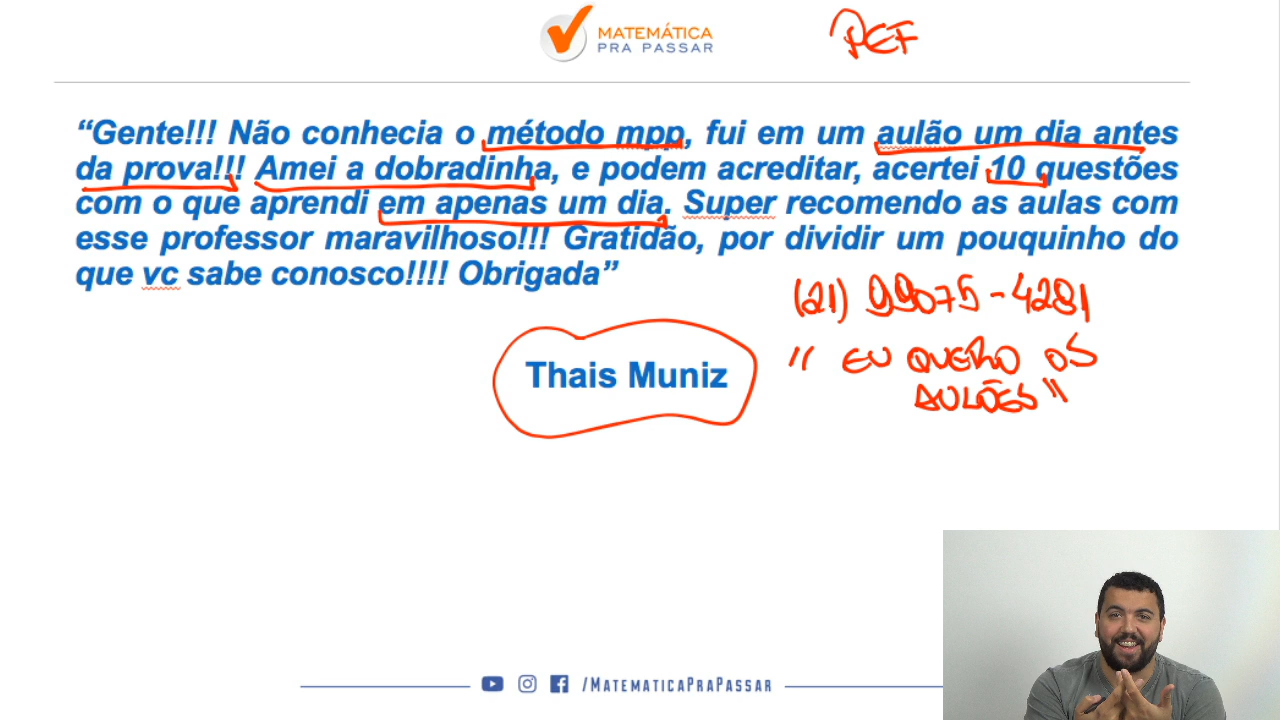 MATEMÁTICA
PRA PASSAR
PEF
“Gente!!! Não conhecia o método mpp, fui em um aulão um dia antes
da prova!!! Amei a dobradinha, e podem acreditar, acertei 10 questões
com o que aprendi em apenas um dia. Super recomendo as aulas com
esse professor maravilhoso!!! Gratidão, por dividir um pouquinho do
que vc sabe conosco!!!! Obrigada”
(21) 99075-4281
" EU QUERO OS
AULÕES"
Thais Muniz
/MATEMATICAPRAPASSAR